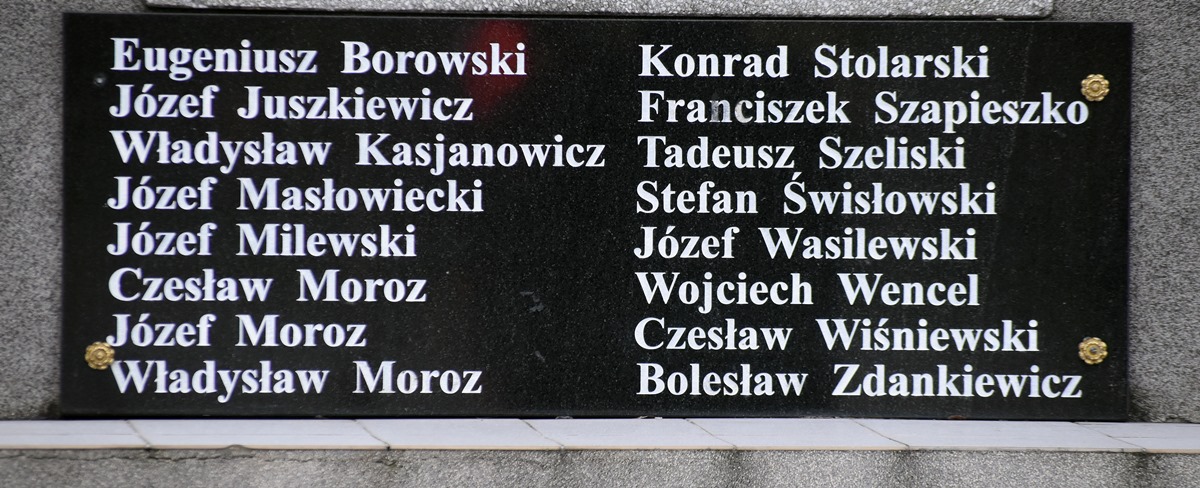 Eugeniusz Borowski
Józef Juszkiewicz
Władysław Kasjanowicz
Józef Masłowiecki
Józef Milewski
Czesław Moroz
Józef Moroz
Władysław Moroz
Konrad Stolarski
Franciszek Szapieszko
Tadeusz Szeliski
Stefan Świsłowski
Józef Wasilewski
Wojciech Wencel
Czesław Wiśniewski
Bolesław Zdankiewicz